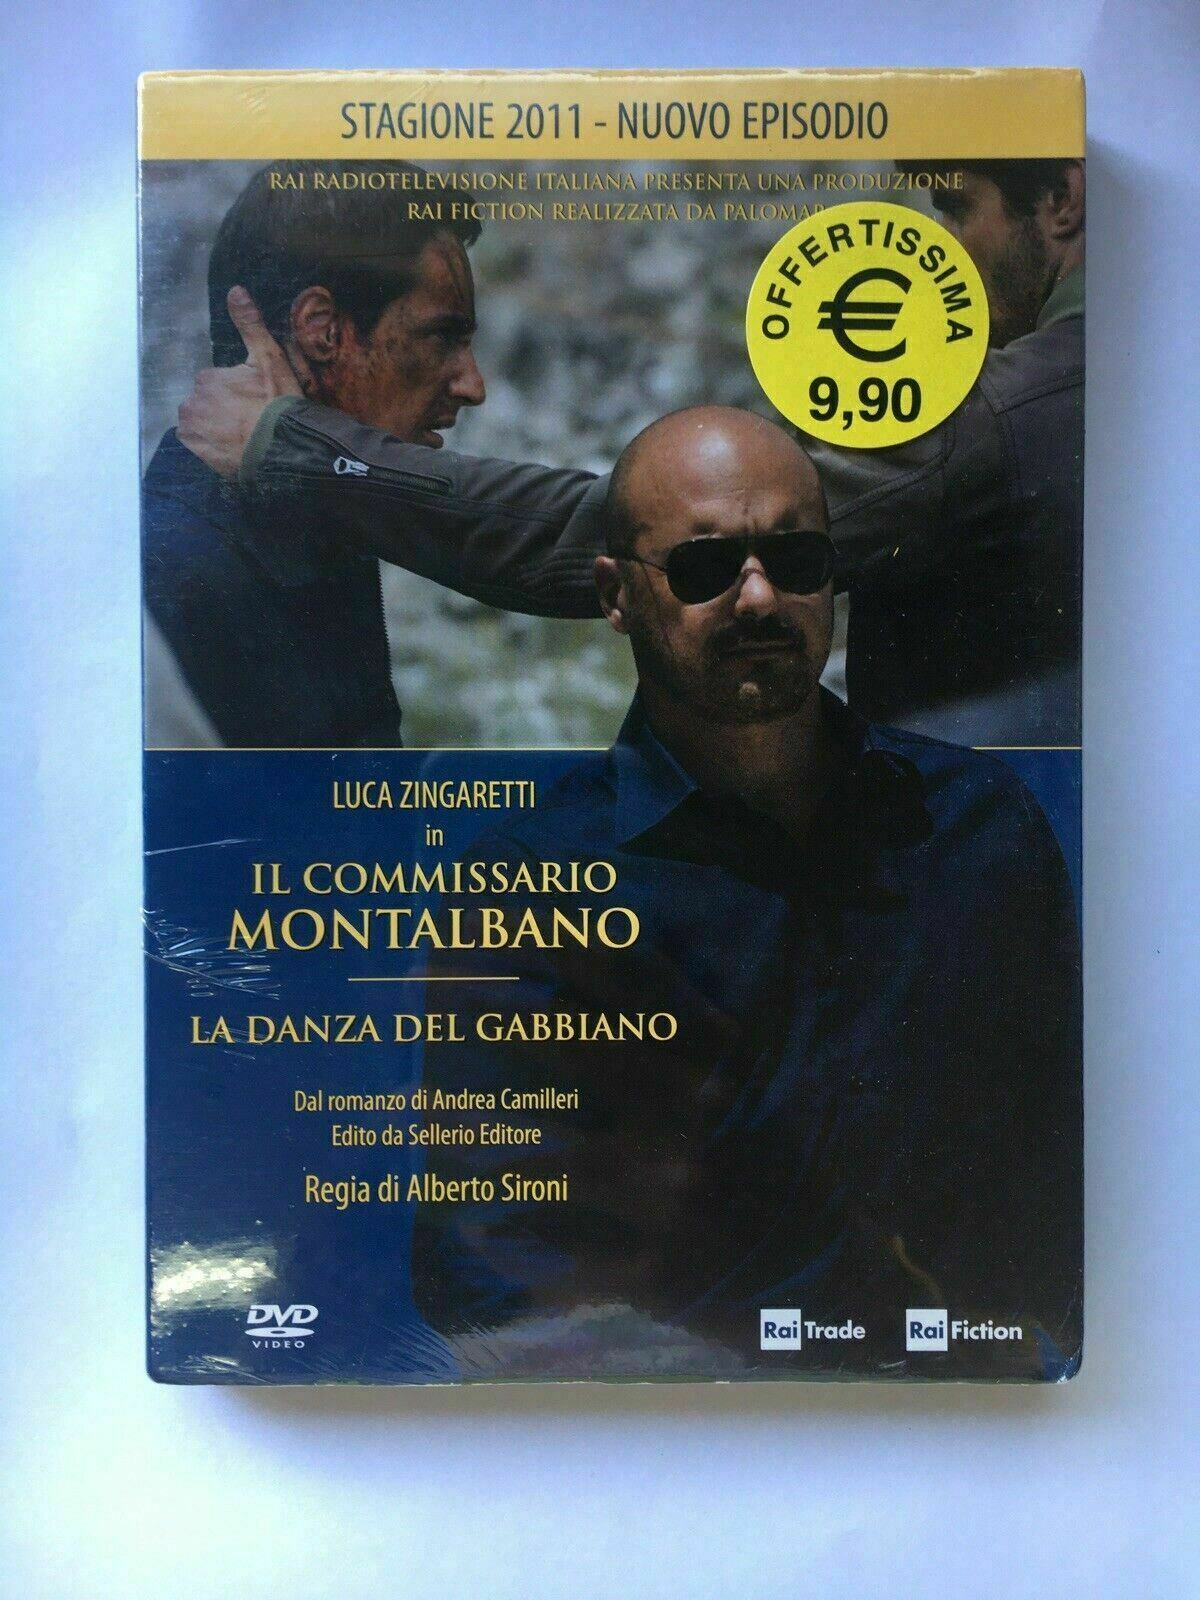 STAGIONE 2011 - NUOVO EPISODIO
RAI RADIOTELEVISIONE ITALIANA PRESENTA UNA PRODUZIONE
RAI FICTION REALIZZATA DA PALOMAR
OFFERTISSIMA
€
9,90
LUCA ZINGARETTI
in
IL COMMISSARIO
MONTALBANO
LA DANZA DEL GABBIANO
Dal romanzo di Andrea Camilleri
Edito da Sellerio Editore
Regia di Alberto Sironi
DVD
VIDEO
Rai Trade
Rai Fiction